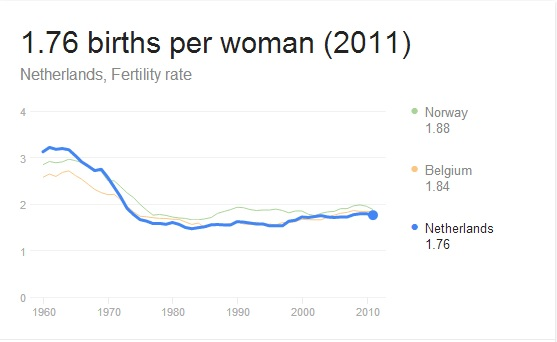 1.76 births per woman (2011)
Netherlands, Fertility rate
4
3
2
1
0
1960 1970 1980 1990 2000 2010
Norway
1.88
Belgium
1.84
Netherlands
1.76